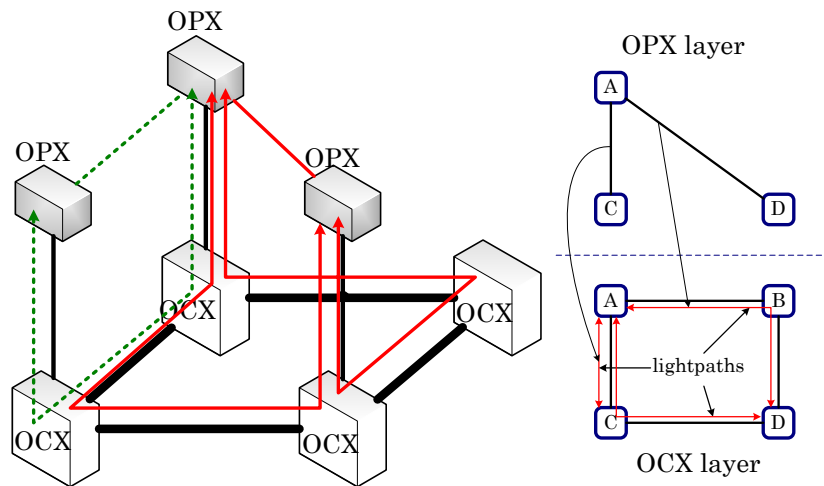 OPX
OPX
OPX
OCX
OCX
OCX
OCX
OPX layer
A
C
D
A
B
lightpaths
C
D
OCX layer